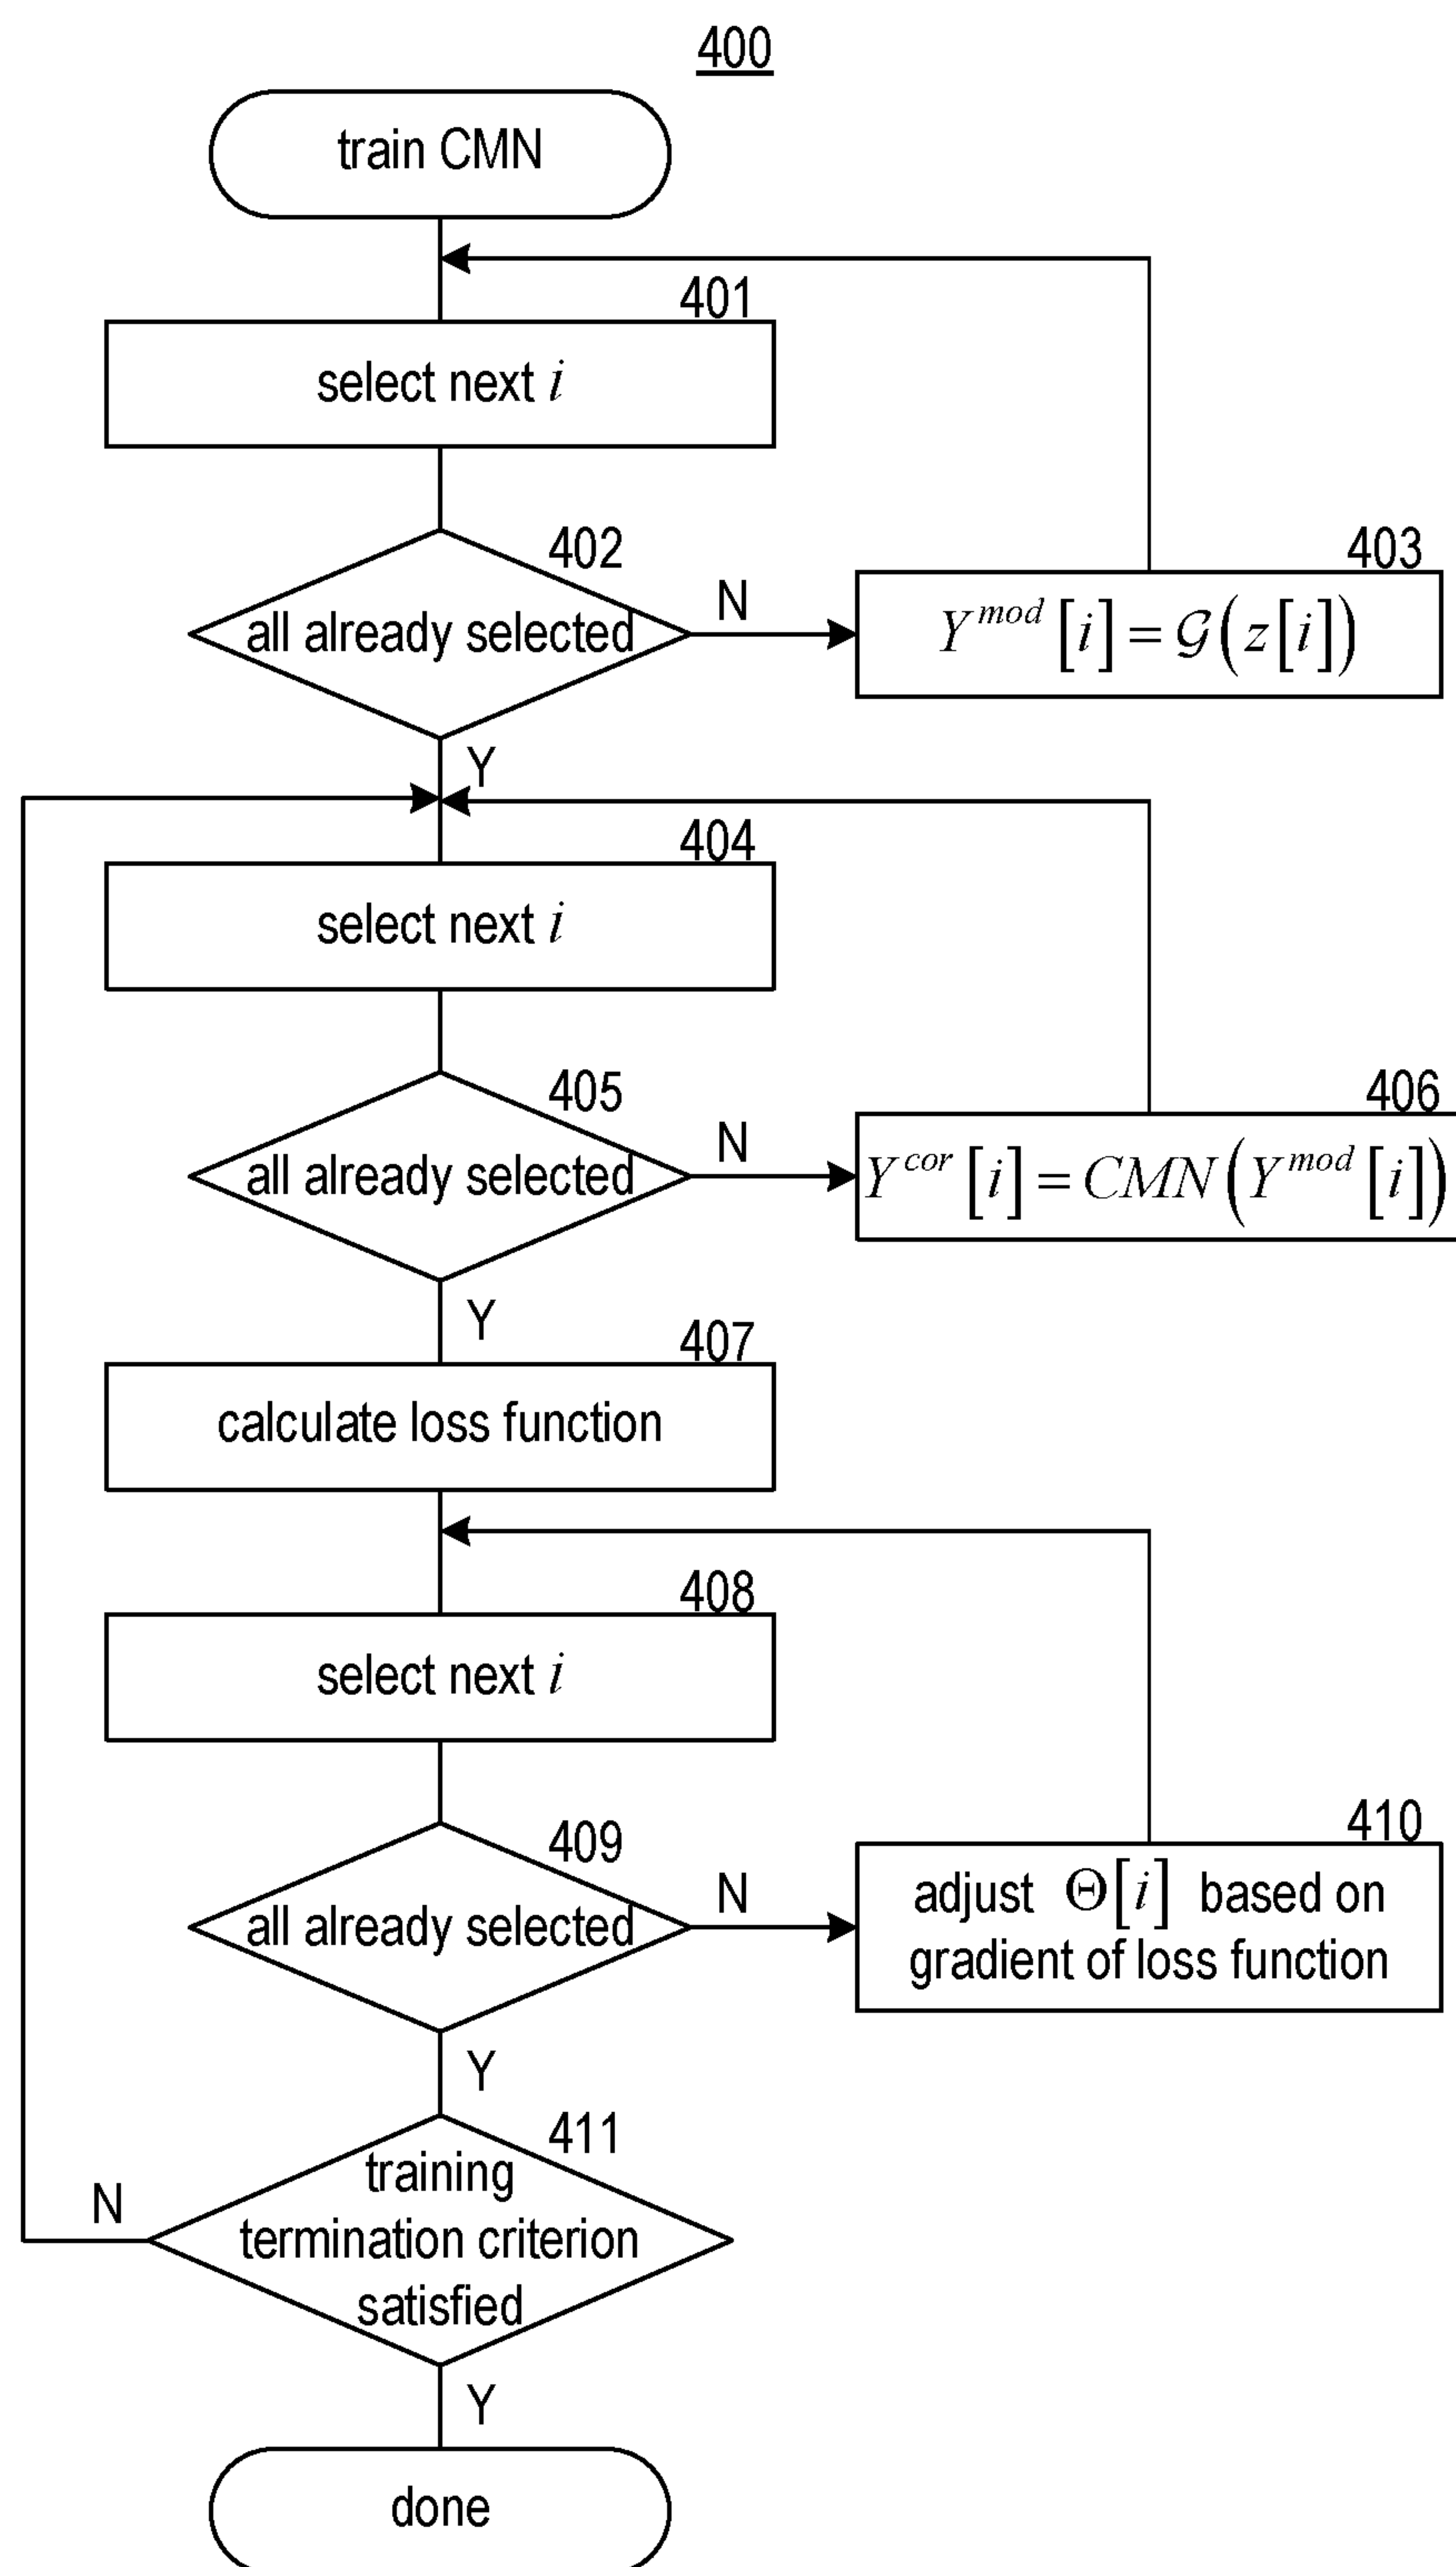 400
train CMN
401
select next i
402
all already selected
N
403
Y^{mod}[i] = 𝒢(z[i])
Y
404
select next i
405
all already selected
N
406
Y^{cor}[i] = CMN(Y^{mod}[i])
Y
407
calculate loss function
408
select next i
409
all already selected
N
410
adjust Θ[i] based on
gradient of loss function
Y
411
training
termination criterion
satisfied
N
Y
done